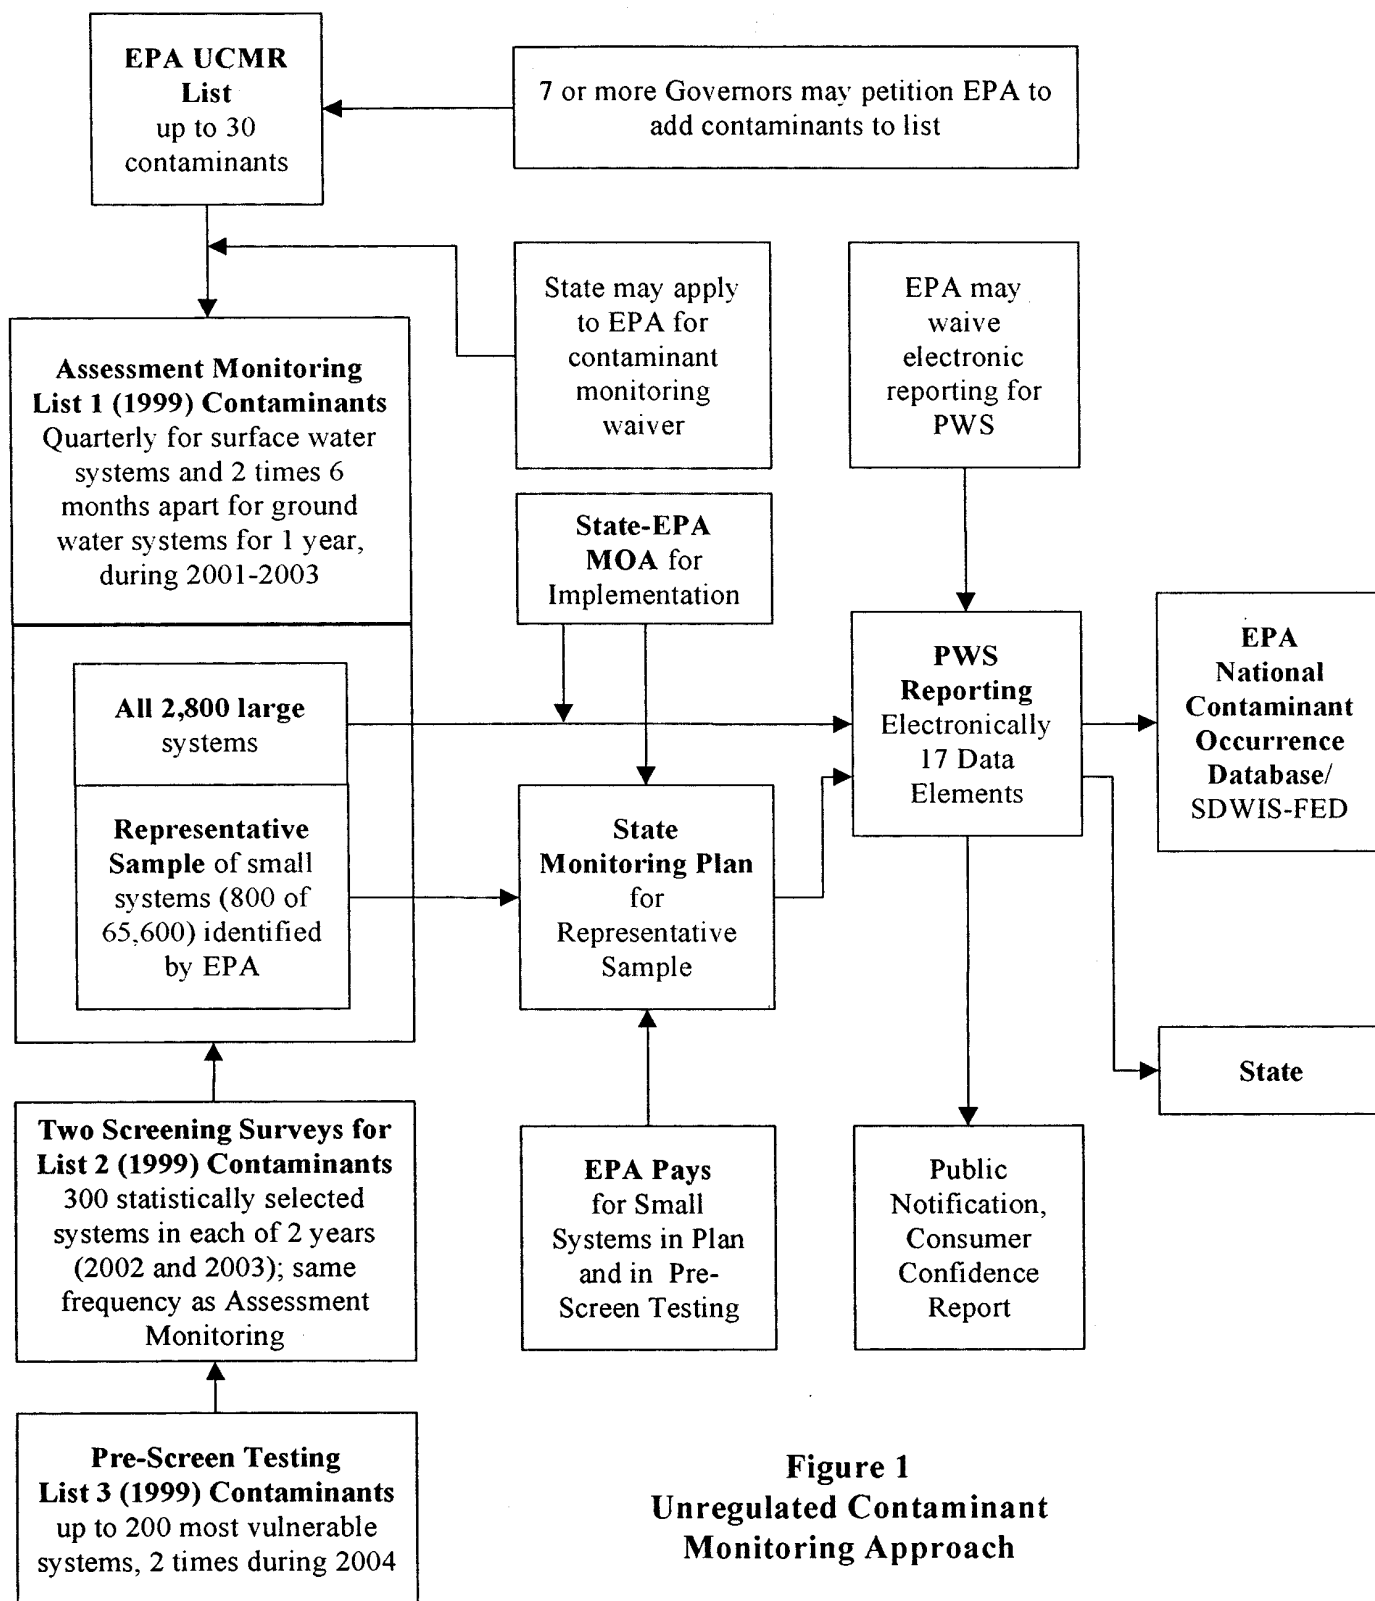 EPA UCMR
List
up to 30
contaminants
7 or more Governors may petition EPA to
add contaminants to list
State may apply
to EPA for
contaminant
monitoring
waiver
EPA may
waive
electronic
reporting for
PWS
Assessment Monitoring
List 1 (1999) Contaminants
Quarterly for surface water
systems and 2 times 6
months apart for ground
water systems for 1 year,
during 2001-2003
State-EPA
MOA for
Implementation
All 2,800 large
systems
Representative
Sample of small
systems (800 of
65,600) identified
by EPA
State
Monitoring Plan
for
Representative
Sample
PWS
Reporting
Electronically
17 Data
Elements
EPA
National
Contaminant
Occurrence
Database/
SDWIS-FED
State
Two Screening Surveys for
List 2 (1999) Contaminants
300 statistically selected
systems in each of 2 years
(2002 and 2003); same
frequency as Assessment
Monitoring
EPA Pays
for Small
Systems in Plan
and in Pre-
Screen Testing
Public
Notification,
Consumer
Confidence
Report
Pre-Screen Testing
List 3 (1999) Contaminants
up to 200 most vulnerable
systems, 2 times during 2004
Figure 1
Unregulated Contaminant
Monitoring Approach